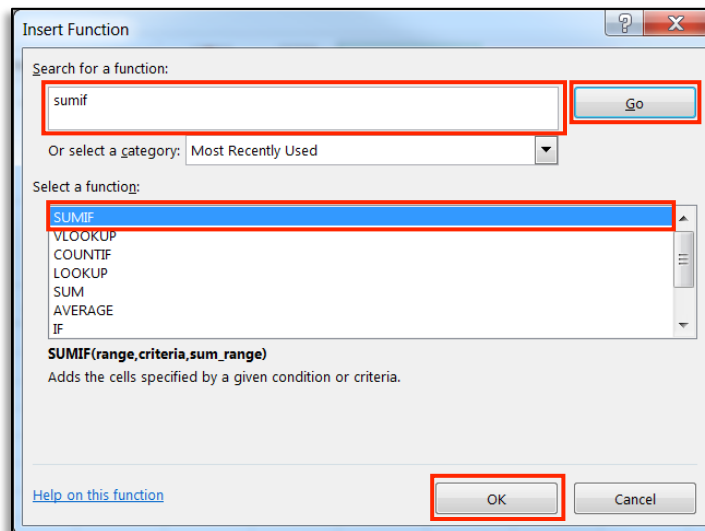 Insert Function
?
X
Search for a function:
sumif
Go
Or select a category: Most Recently Used
Select a function:
SUMIF
VLOOKUP
COUNTIF
LOOKUP
SUM
AVERAGE
IF
SUMIF(range,criteria,sum_range)
Adds the cells specified by a given condition or criteria.
Help on this function
OK
Cancel